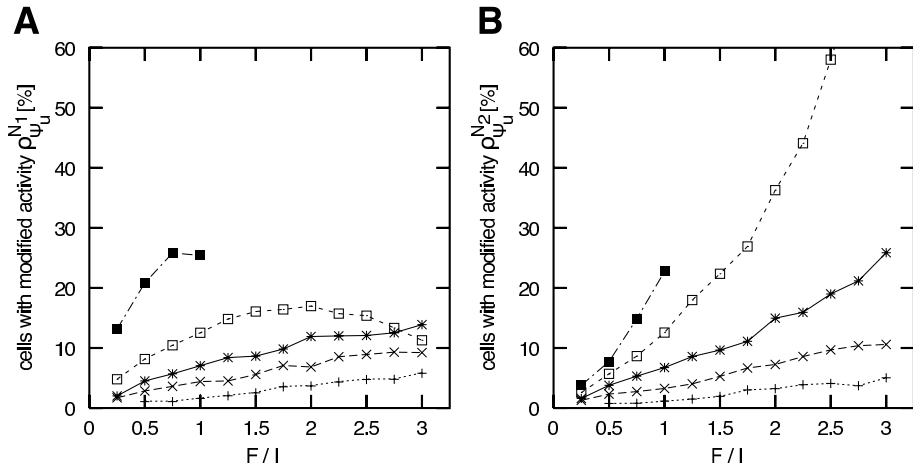 A
cells with modified activity ρ_{ψ_u}^{N_1} [%]
60
50
40
30
20
10
0
0 0.5 1 1.5 2 2.5 3
F / I
B
cells with modified activity ρ_{ψ_u}^{N_2} [%]
60
50
40
30
20
10
0
0 0.5 1 1.5 2 2.5 3
F / I